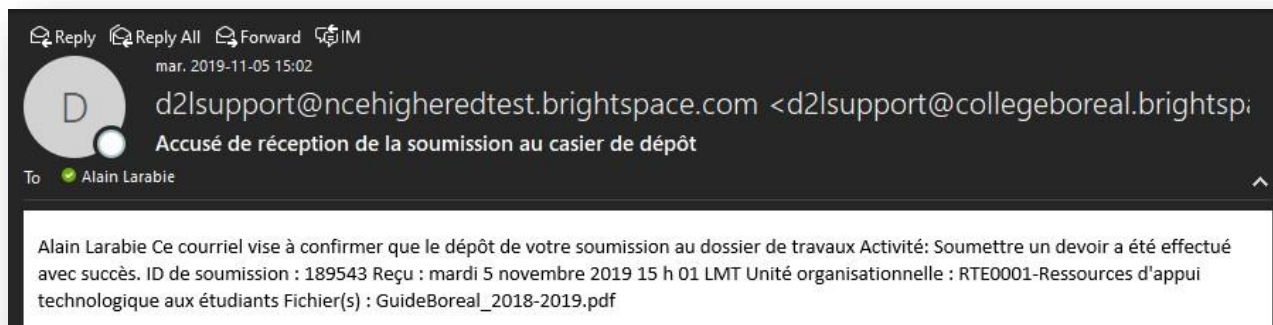 Reply Reply All Forward IM
mar. 2019-11-05 15:02
D
d2lsupport@ncehigheredtest.brightspace.com <d2lsupport@collegeboreal.brightsp
Accusé de réception de la soumission au casier de dépôt
To Alain Larabie
Alain Larabie Ce courriel vise à confirmer que le dépôt de votre soumission au dossier de travaux Activité: Soumettre un devoir a été effectué
avec succès. ID de soumission : 189543 Reçu : mardi 5 novembre 2019 15 h 01 LMT Unité organisationnelle : RTE0001-Ressources d'appui
technologique aux étudiants Fichier(s) : GuideBoreal_2018-2019.pdf